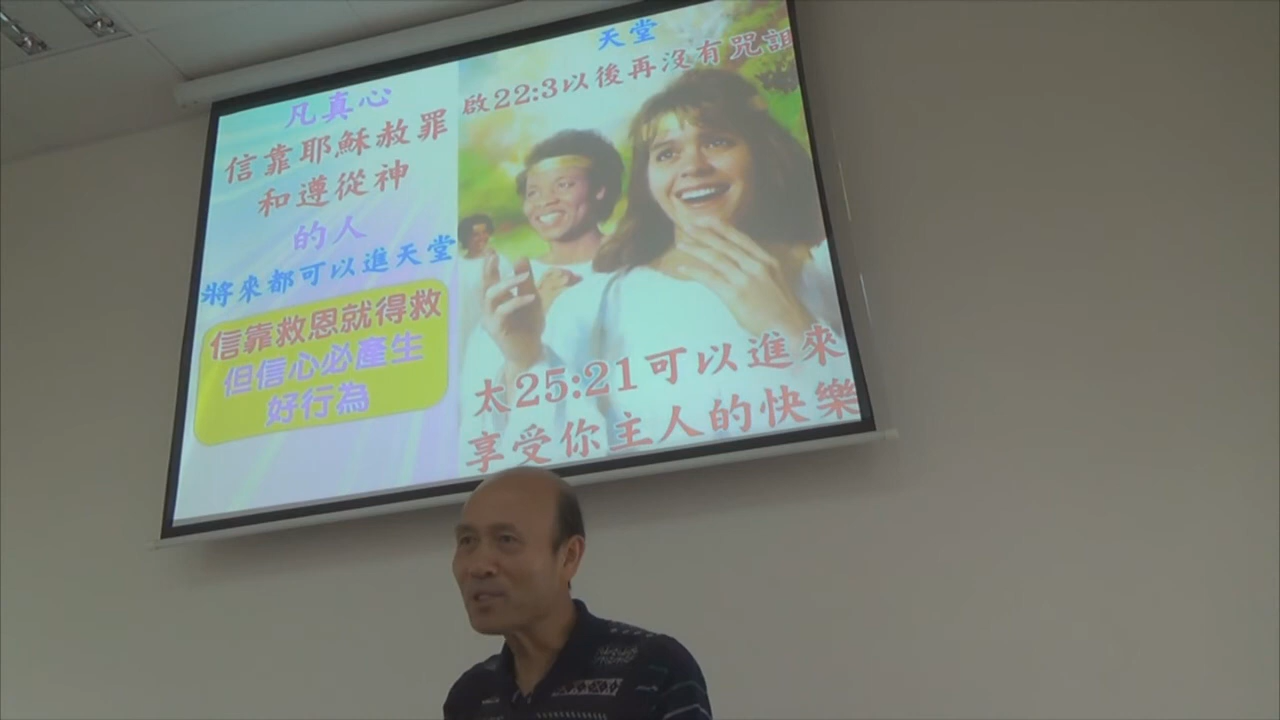 凡真心
信靠耶穌赦罪
和遵從神
的人
將來都可以進天堂
信靠救恩就得救
但信心必產生
好行為
天堂
啟22:3以後再沒有咒詛
太25:21可以進來
享受你主人的快樂